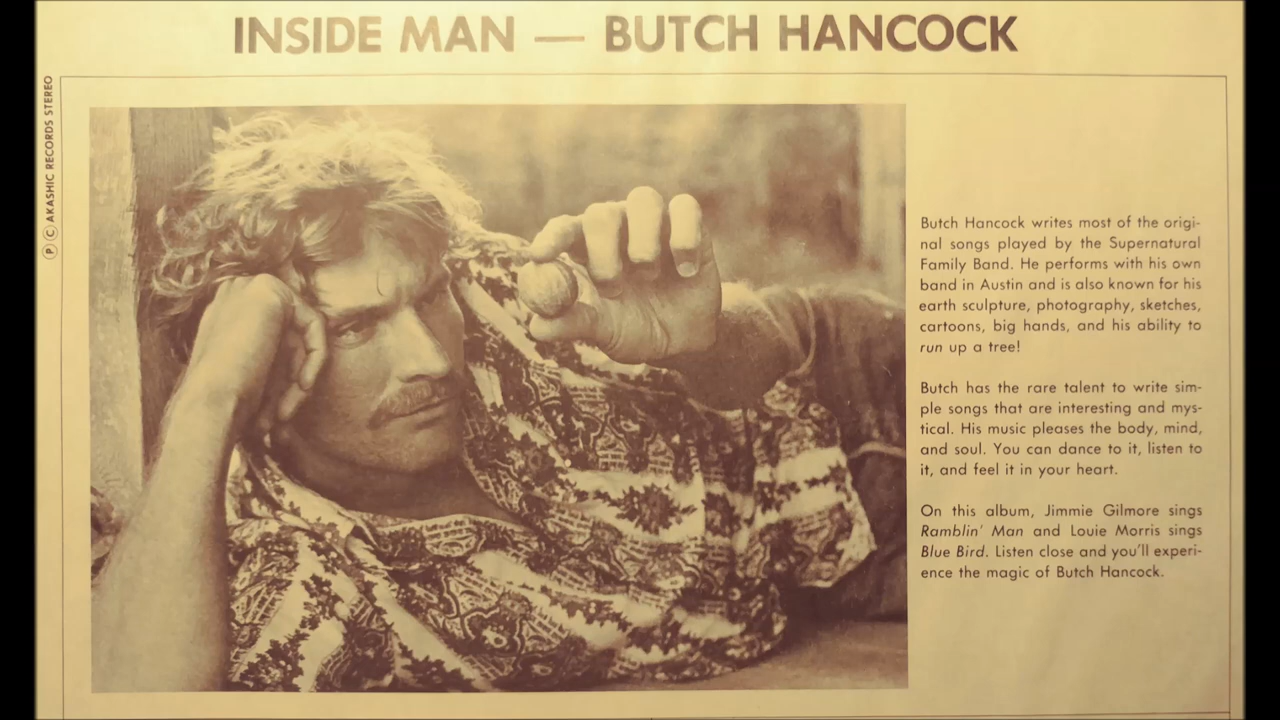 INSIDE MAN — BUTCH HANCOCK
Ⓟ Ⓒ AKASHIC RECORDS STEREO
Butch Hancock writes most of the origi-
nal songs played by the Supernatural
Family Band. He performs with his own
band in Austin and is also known for his
earth sculpture, photography, sketches,
cartoons, big hands, and his ability to
run up a tree!
Butch has the rare talent to write sim-
ple songs that are interesting and mys-
tical. His music pleases the body, mind,
and soul. You can dance to it, listen to
it, and feel it in your heart.
On this album, Jimmie Gilmore sings
Ramblin' Man and Louie Morris sings
Blue Bird. Listen close and you'll experi-
ence the magic of Butch Hancock.